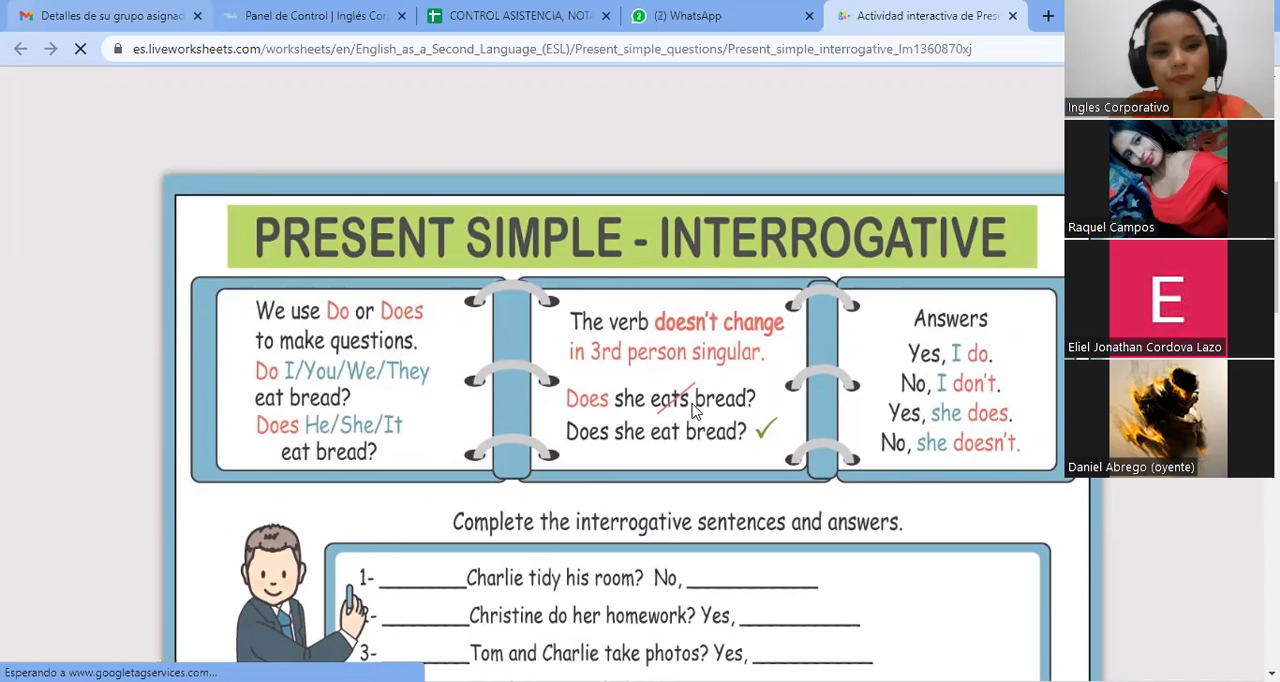 Detalles de su grupo asignad
Panel de Control | Inglés Cor
CONTROL ASISTENCIA, NOTA
(2) WhatsApp
Actividad interactiva de Pres
es.liveworksheets.com/worksheets/en/English_as_a_Second_Language_(ESL)/Present_simple_questions/Present_simple_interrogative_lm1360870xj
Ingles Corporativo
Raquel Campos
E
Eliel Jonathan Cordova Lazo
Daniel Abrego (oyente)
PRESENT SIMPLE - INTERROGATIVE
We use Do or Does
to make questions.
Do I/You/We/They
eat bread?
Does He/She/It
eat bread?
The verb doesn't change
in 3rd person singular.
Does she eats bread?
Does she eat bread? ✓
Answers
Yes, I do.
No, I don't.
Yes, she does.
No, she doesn't.
Complete the interrogative sentences and answers.
1- ________Charlie tidy his room? No, ____________
2- ________Christine do her homework? Yes, ___________
3- ________Tom and Charlie take photos? Yes, ___________
Esperando a www.googletagservices.com...